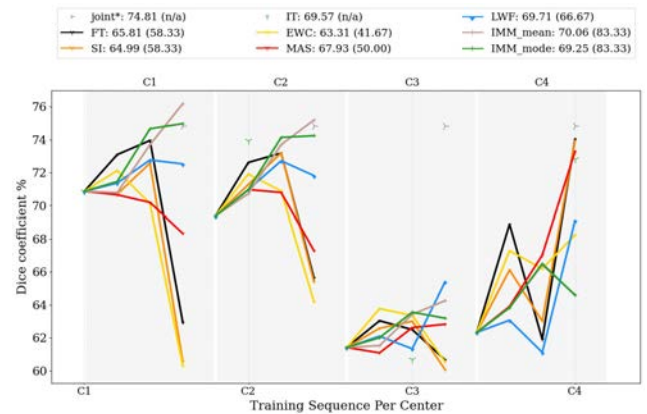 joint*: 74.81 (n/a) IT: 69.57 (n/a) LWF: 69.71 (66.67)
FT: 65.81 (58.33) EWC: 63.31 (41.67) IMM_mean: 70.06 (83.33)
SI: 64.99 (58.33) MAS: 67.93 (50.00) IMM_mode: 69.25 (83.33)
C1 C2 C3 C4
76
74
72
70
68
66
64
62
60
Dice coefficient %
C1 C2 C3 C4
Training Sequence Per Center